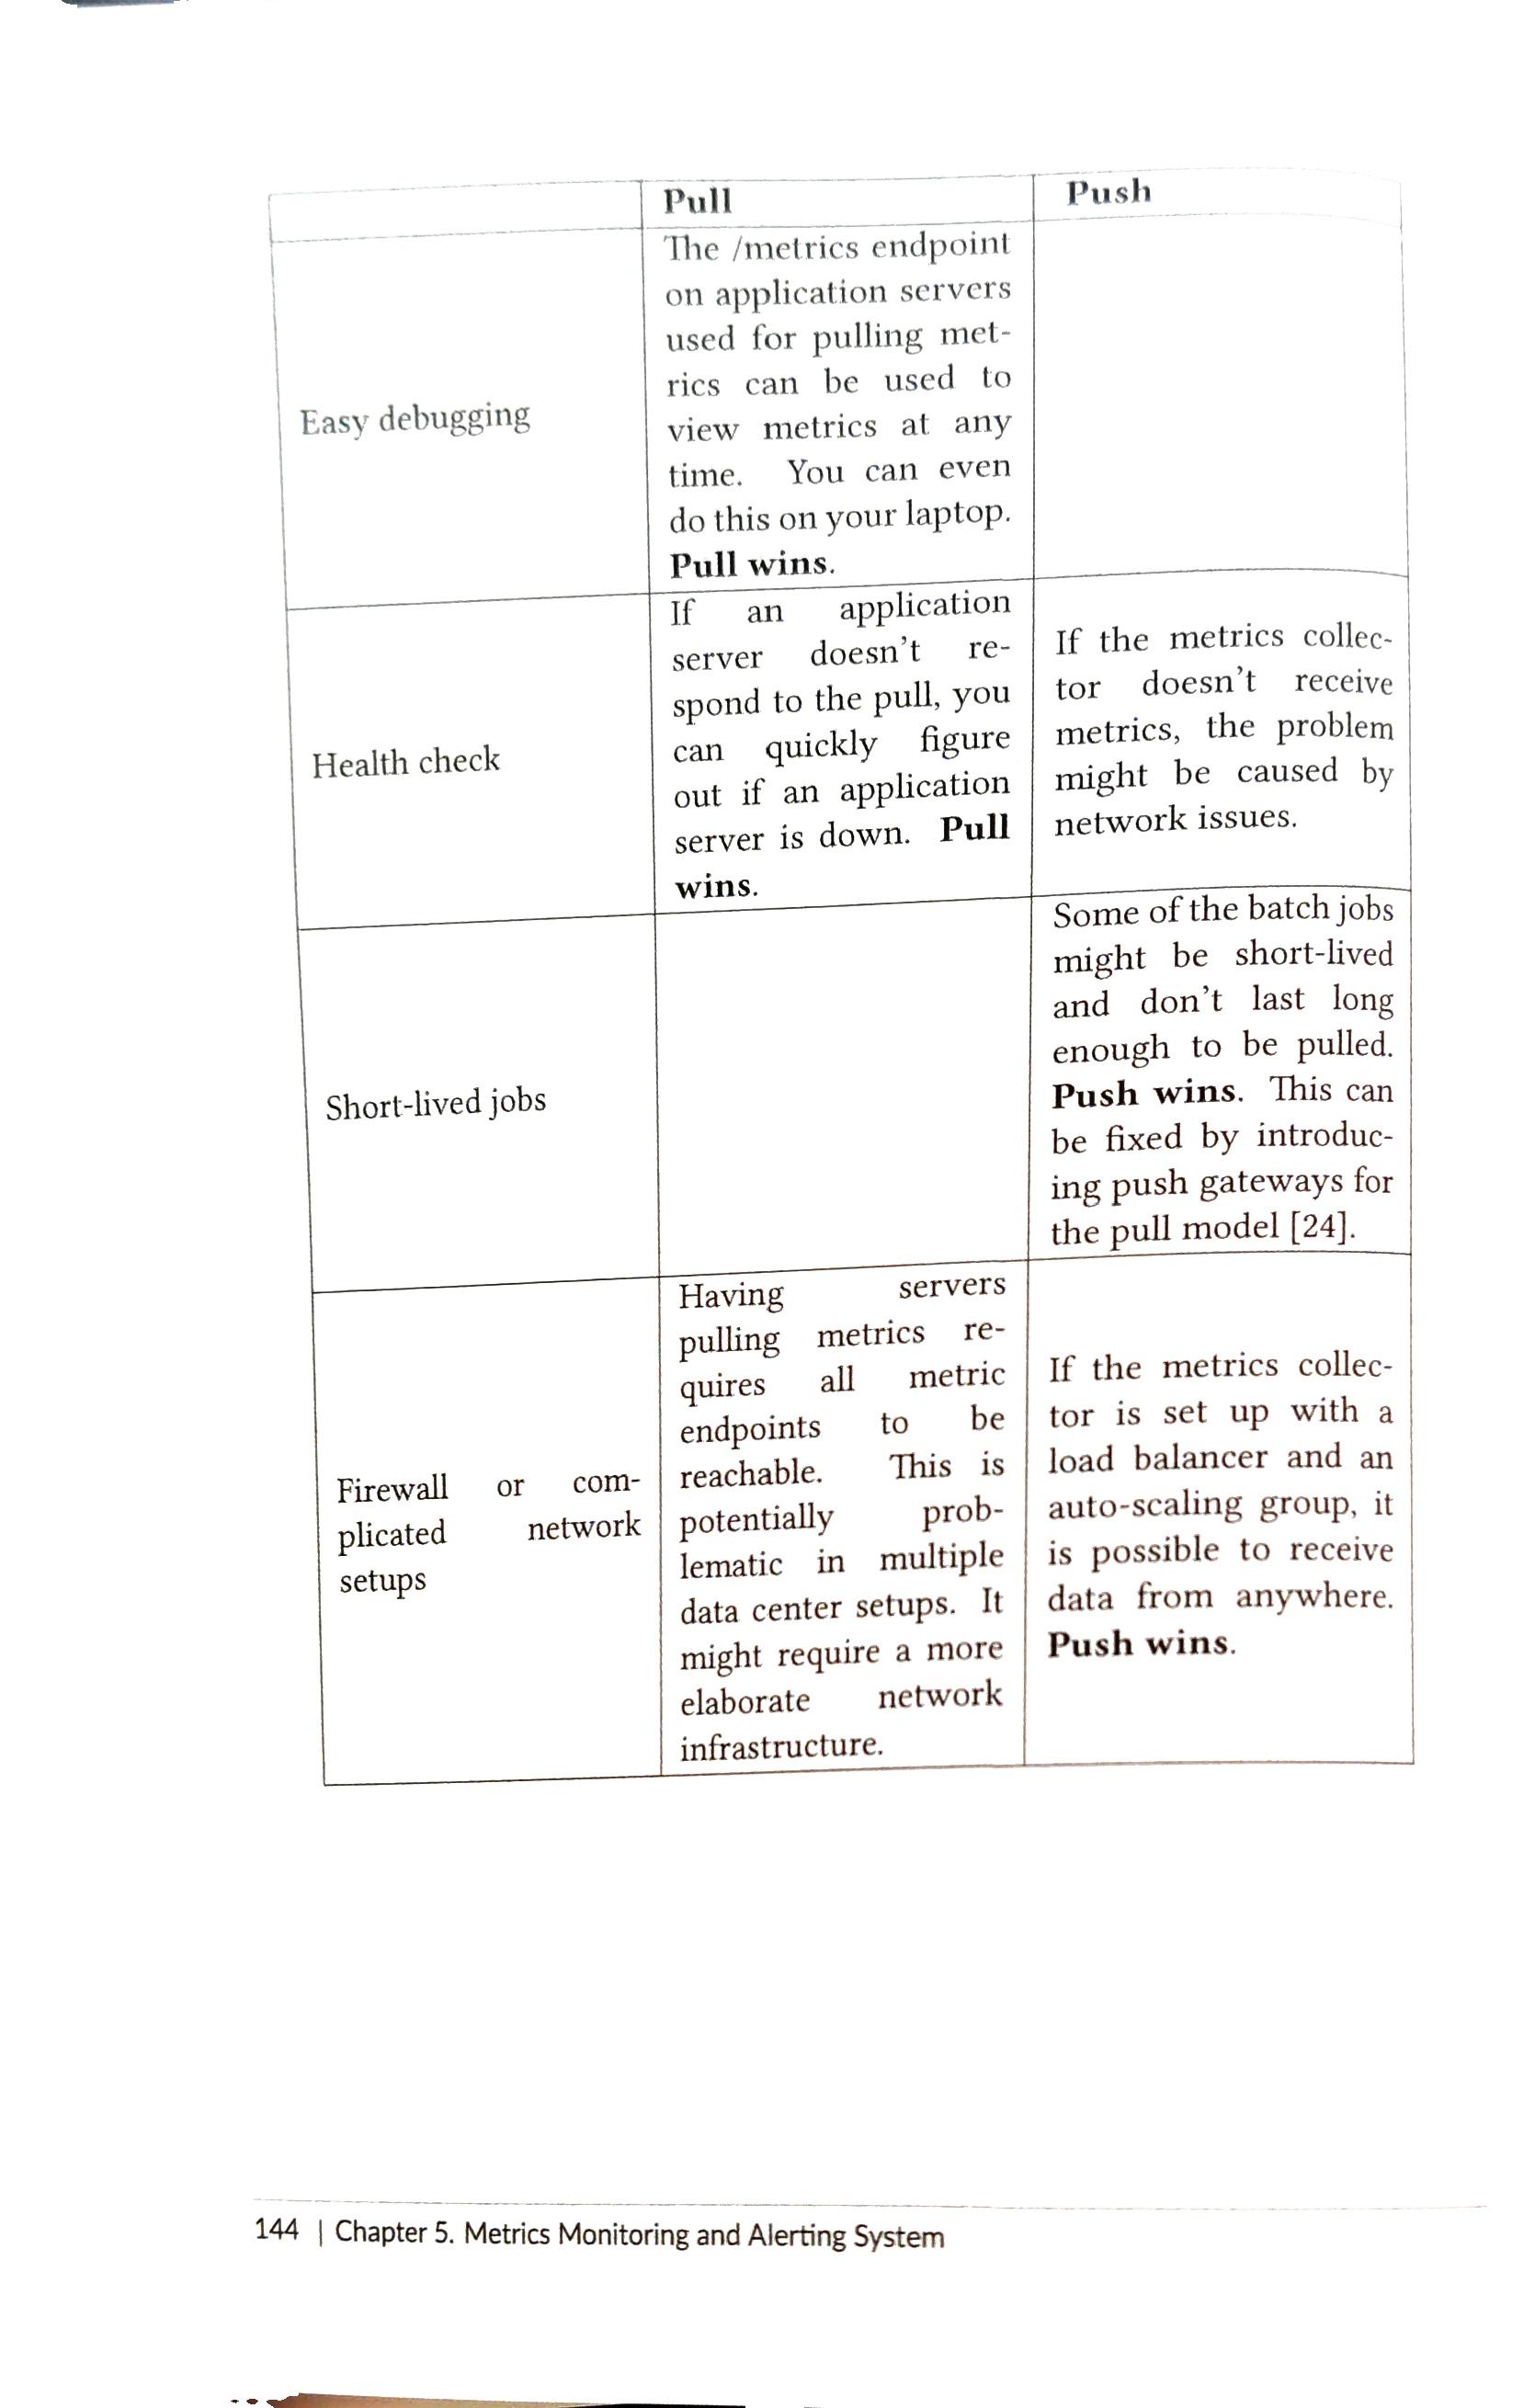 Pull
Push
Easy debugging
The /metrics endpoint
on application servers
used for pulling met-
rics can be used to
view metrics at any
time. You can even
do this on your laptop.
Pull wins.
Health check
If an application
server doesn't re-
spond to the pull, you
can quickly figure
out if an application
server is down. Pull
wins.
If the metrics collec-
tor doesn't receive
metrics, the problem
might be caused by
network issues.
Short-lived jobs
Some of the batch jobs
might be short-lived
and don't last long
enough to be pulled.
Push wins. This can
be fixed by introduc-
ing push gateways for
the pull model [24].
Firewall or com-
plicated network
setups
Having servers
pulling metrics re-
quires all metric
endpoints to be
reachable. This is
potentially prob-
lematic in multiple
data center setups. It
might require a more
elaborate network
infrastructure.
If the metrics collec-
tor is set up with a
load balancer and an
auto-scaling group, it
is possible to receive
data from anywhere.
Push wins.
144 | Chapter 5. Metrics Monitoring and Alerting System